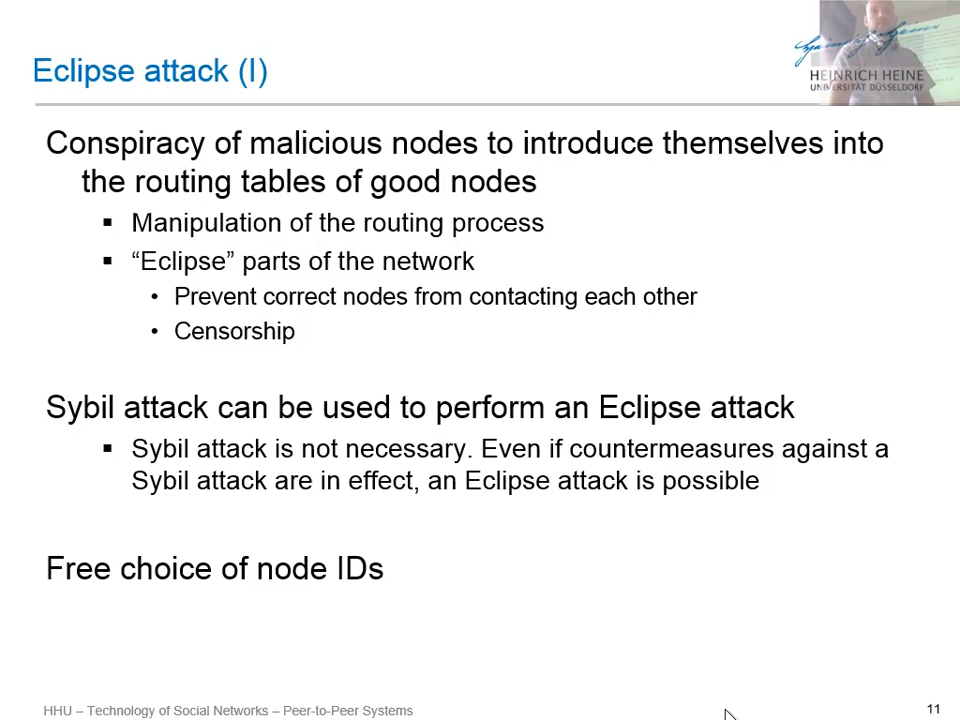 Eclipse attack (I)
HEINRICH HEINE
UNIVERSITÄT DÜSSELDORF
Conspiracy of malicious nodes to introduce themselves into
the routing tables of good nodes
▪ Manipulation of the routing process
▪ “Eclipse” parts of the network
• Prevent correct nodes from contacting each other
• Censorship
Sybil attack can be used to perform an Eclipse attack
▪ Sybil attack is not necessary. Even if countermeasures against a
Sybil attack are in effect, an Eclipse attack is possible
Free choice of node IDs
HHU – Technology of Social Networks – Peer-to-Peer Systems
11